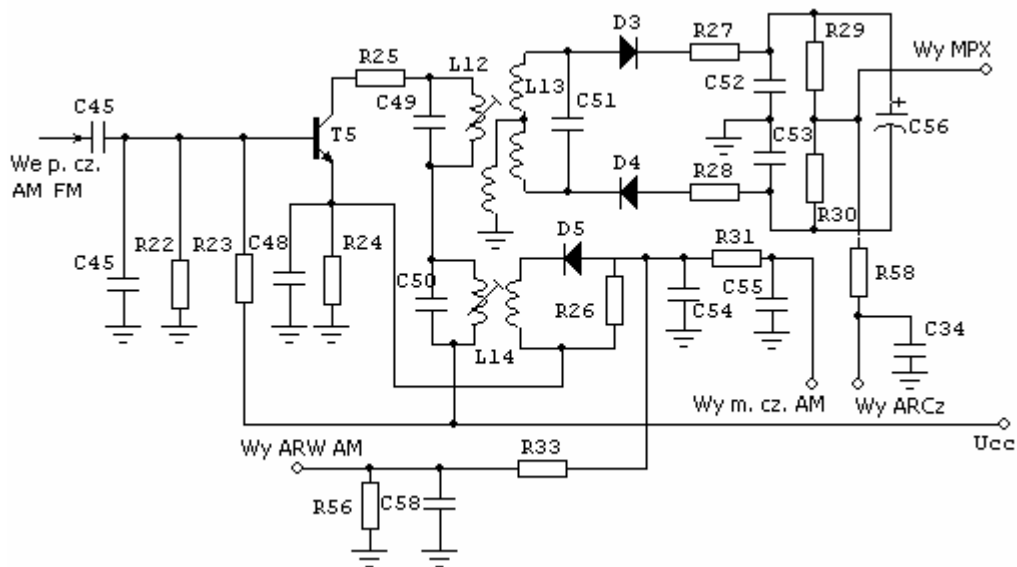 D3
R27
R29
Wy MPX
R25
L12
L13
C52
C45
C49
C51
C56
T5
C53
We p. cz.
AM FM
D4
R28
R30
D5
R31
R22
R23
C48
R24
R58
C45
C50
R26
C54
C55
C34
L14
Wy m. cz. AM
Wy ARCz
Wy ARW AM
R33
Ucc
R56
C58
+